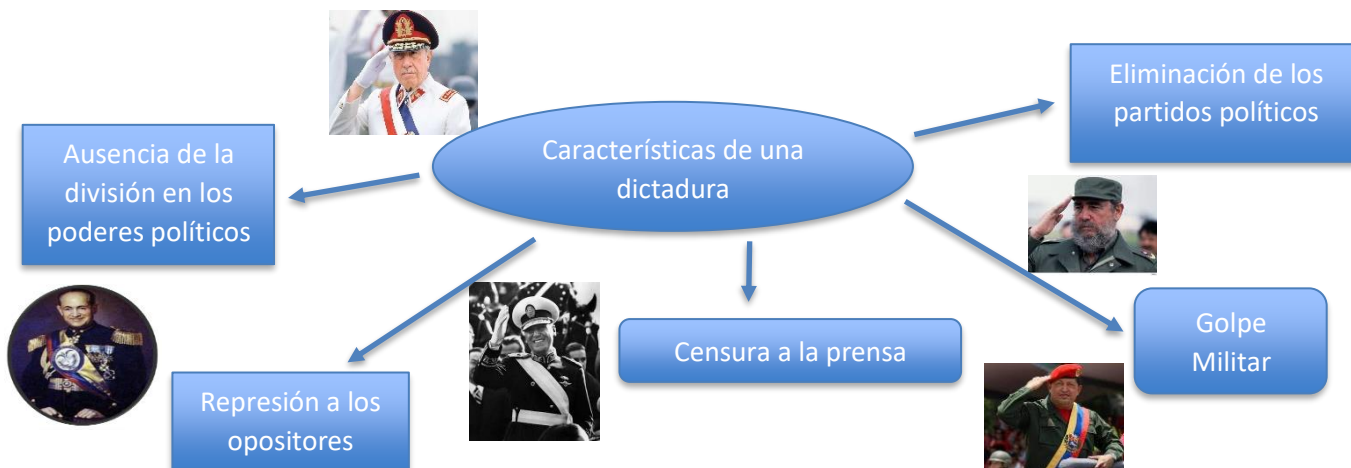 Características de una
dictadura
Eliminación de los
partidos políticos
Ausencia de la
división en los
poderes políticos
Golpe
Militar
Censura a la prensa
Represión a los
opositores